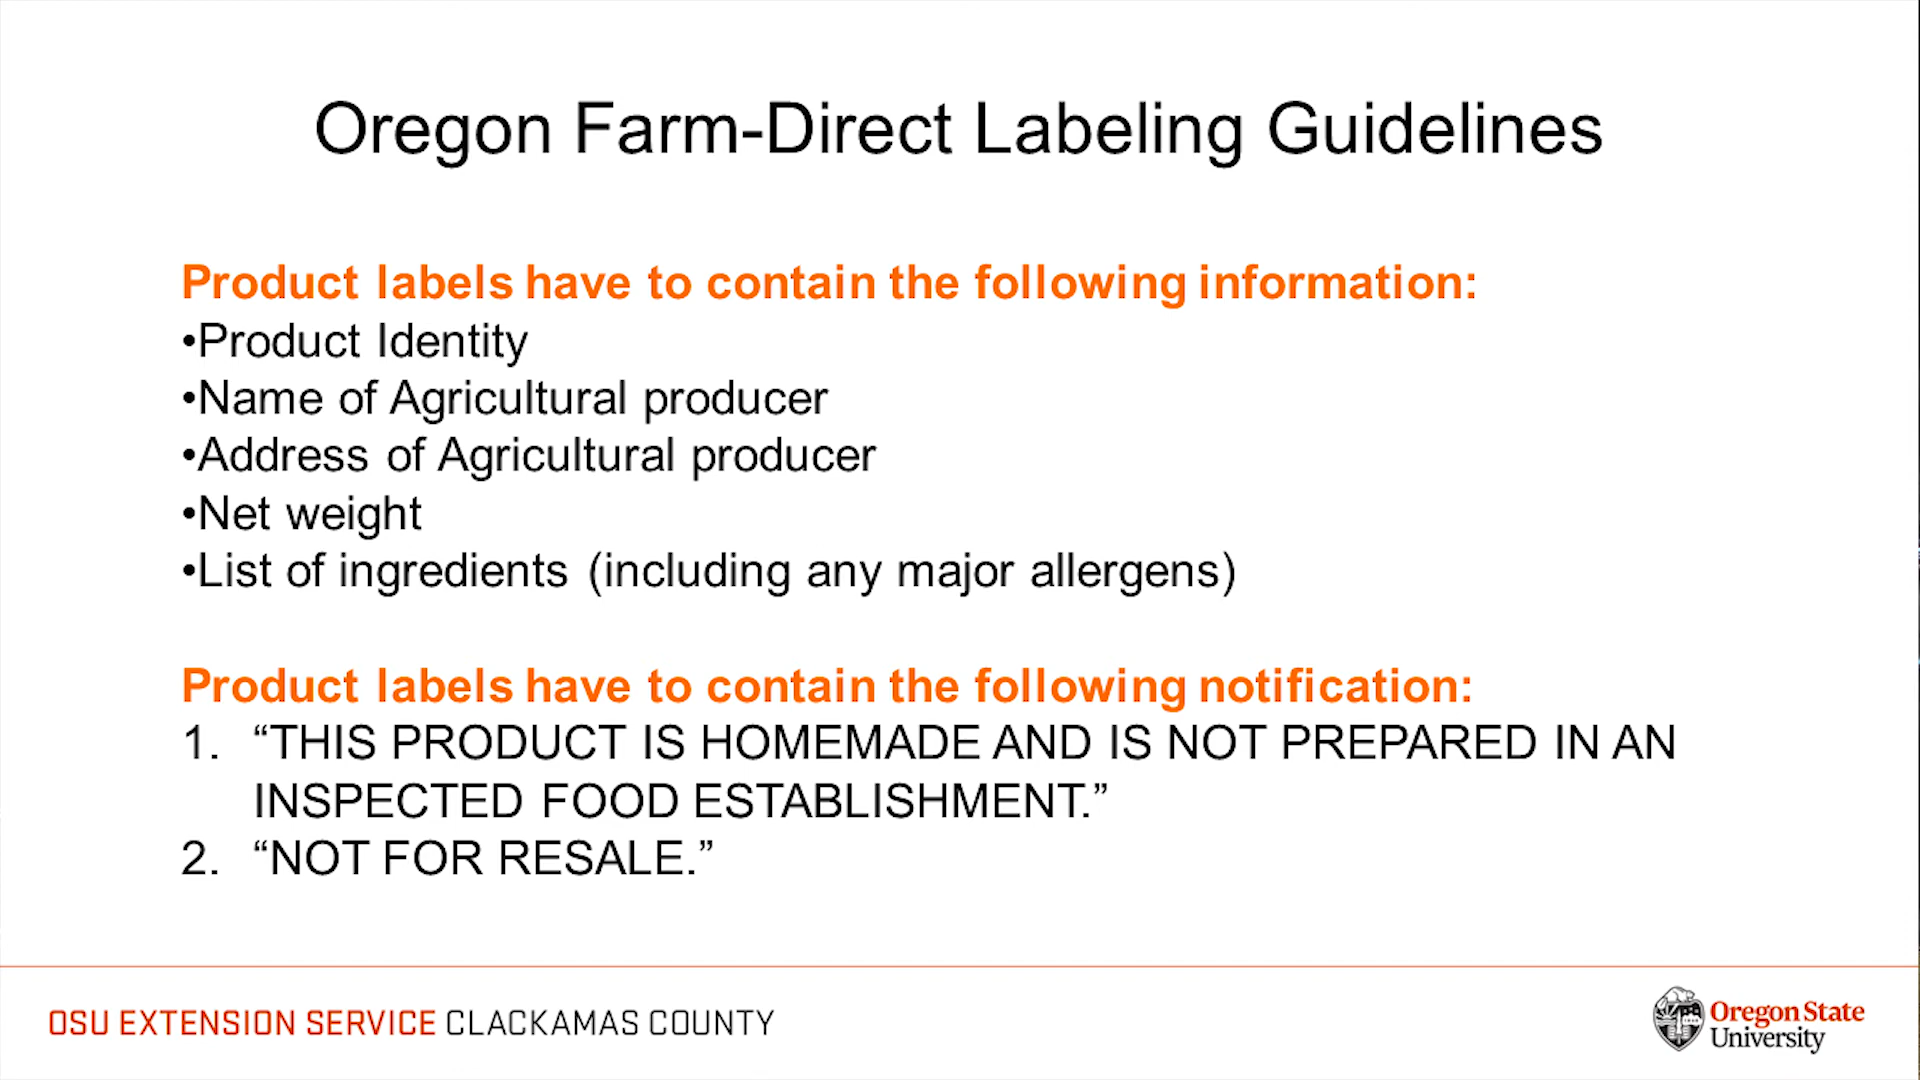 Oregon Farm-Direct Labeling Guidelines
Product labels have to contain the following information:
•Product Identity
•Name of Agricultural producer
•Address of Agricultural producer
•Net weight
•List of ingredients (including any major allergens)
Product labels have to contain the following notification:
1. “THIS PRODUCT IS HOMEMADE AND IS NOT PREPARED IN AN
INSPECTED FOOD ESTABLISHMENT.”
2. “NOT FOR RESALE.”
OSU EXTENSION SERVICE CLACKAMAS COUNTY
Oregon State
University